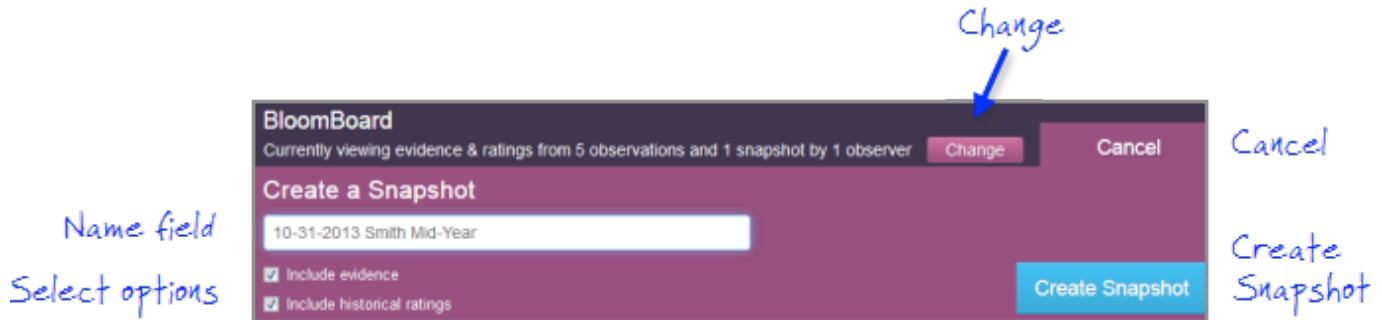 Change
BloomBoard
Currently viewing evidence & ratings from 5 observations and 1 snapshot by 1 observer Change Cancel Cancel
Create a Snapshot
Name field 10-31-2013 Smith Mid-Year
Select options Include evidence
Include historical ratings
Create Snapshot
Create
Snapshot